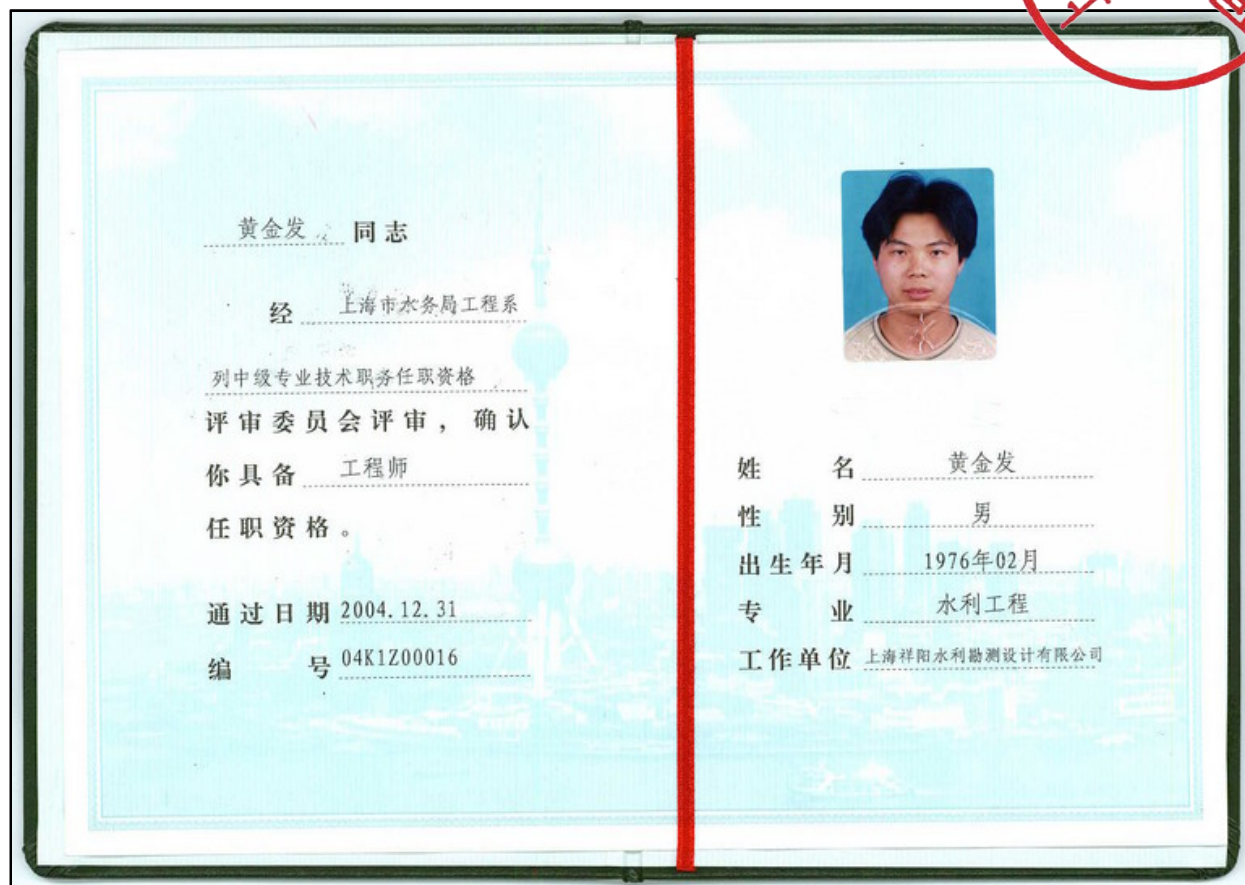 黄金发 同志
经 上海市水务局工程系
列中级专业技术职务任职资格
评审委员会评审，确认
你具备 工程师
任职资格。
通过日期 2004.12.31
编号 04K1Z00016
姓名 黄金发
性别 男
出生年月 1976年02月
专业 水利工程
工作单位 上海祥阳水利勘测设计有限公司